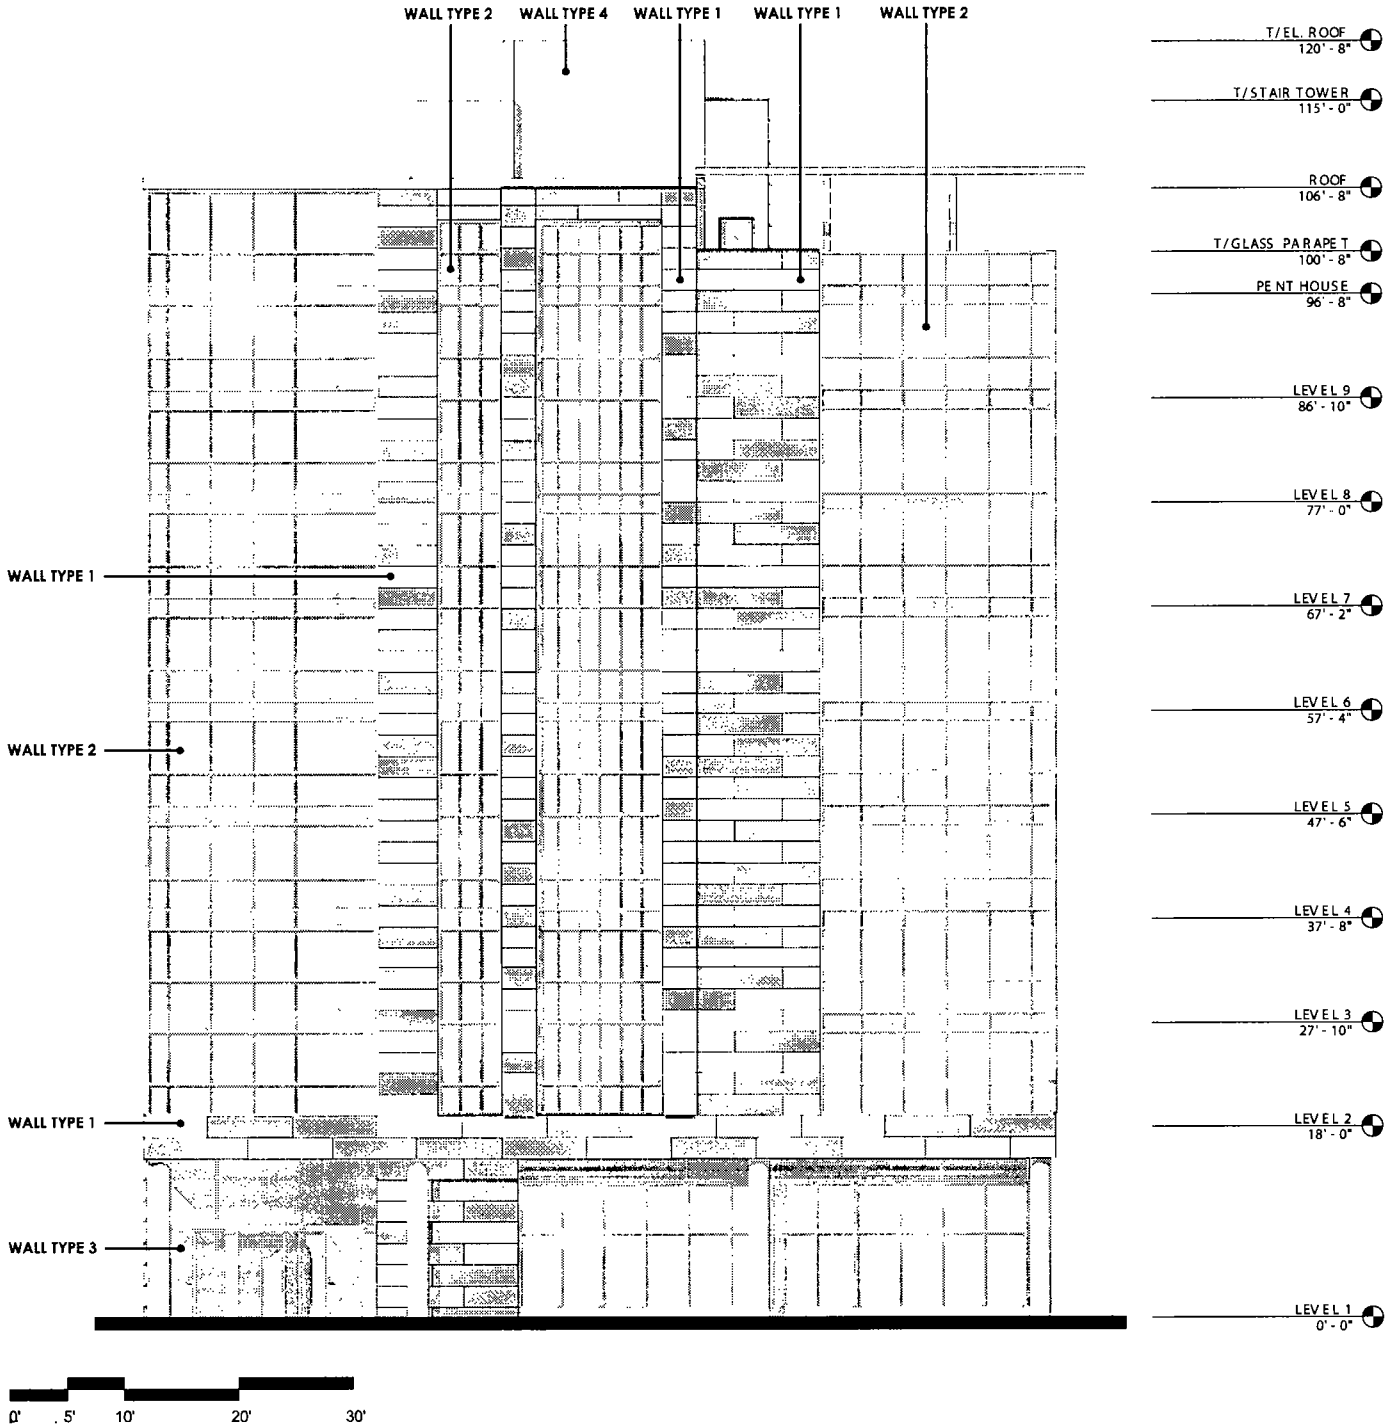 WALL TYPE 2 WALL TYPE 4 WALL TYPE 1 WALL TYPE 1 WALL TYPE 2
T/EL. ROOF
120' - 8"
T/STAIR TOWER
115' - 0"
ROOF
106' - 8"
T/GLASS PARAPET
100' - 8"
PENT HOUSE
96' - 8"
LEVEL 9
86' - 10"
LEVEL 8
77' - 0"
WALL TYPE 1
LEVEL 7
67' - 2"
LEVEL 6
57' - 4"
WALL TYPE 2
LEVEL 5
47' - 6"
LEVEL 4
37' - 8"
LEVEL 3
27' - 10"
WALL TYPE 1
LEVEL 2
18' - 0"
WALL TYPE 3
LEVEL 1
0' - 0"
0' 5' 10' 20' 30'